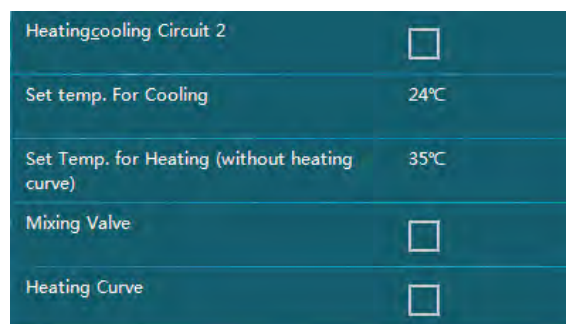 Heatingcooling Circuit 2
Set temp. For Cooling 24℃
Set Temp. for Heating (without heating 35℃
curve)
Mixing Valve
Heating Curve